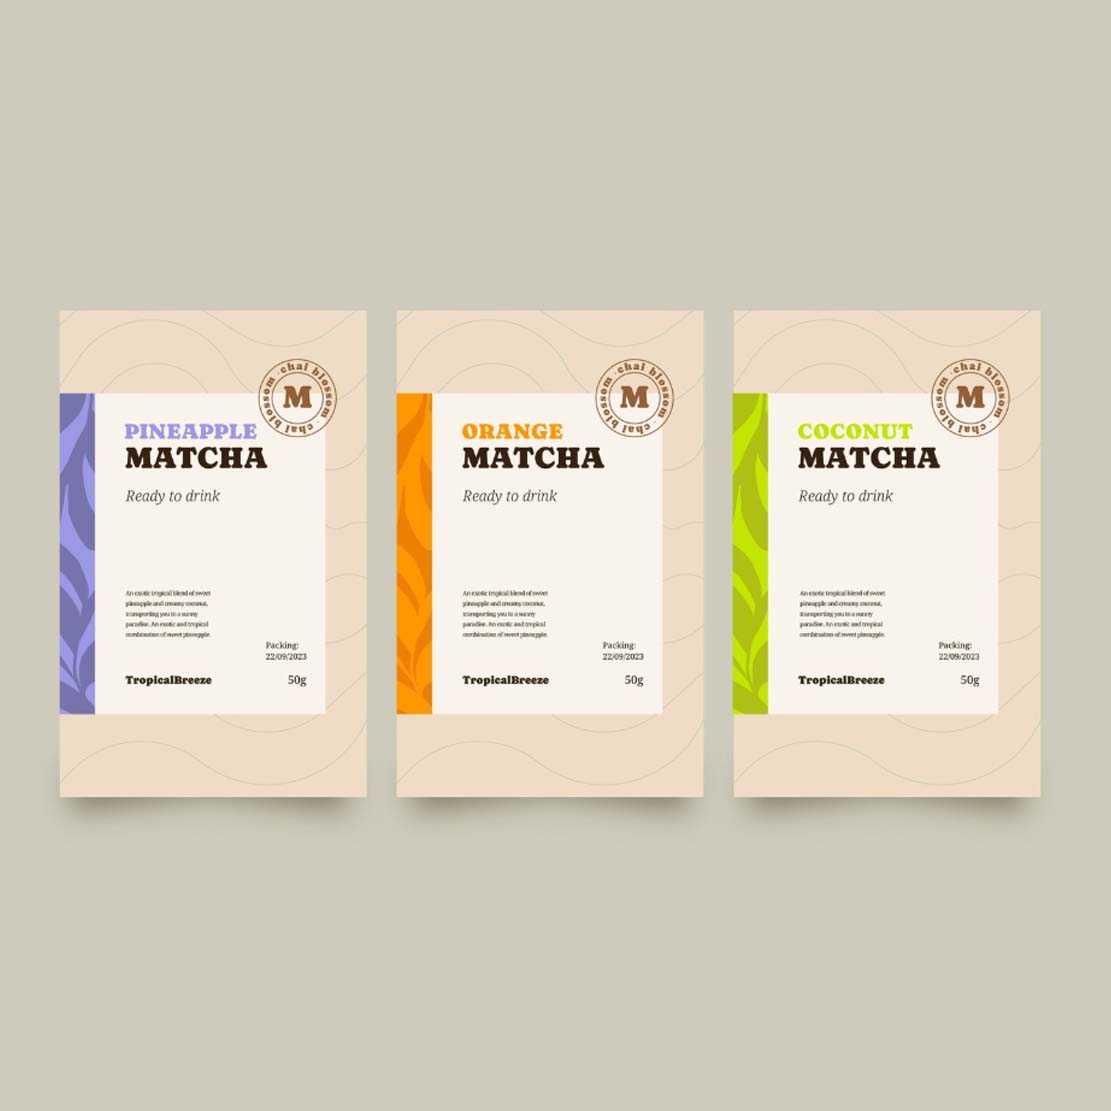 chai blossom · chai blossom ·
M
PINEAPPLE
MATCHA
Ready to drink
An exotic tropical blend of sweet
pineapple and creamy coconut,
transporting you to a sunny
paradise. An exotic and tropical
combination of sweet pineapple.
Packing:
22/09/2023
TropicalBreeze
50g
chai blossom · chai blossom ·
M
ORANGE
MATCHA
Ready to drink
An exotic tropical blend of sweet
pineapple and creamy coconut,
transporting you to a sunny
paradise. An exotic and tropical
combination of sweet pineapple.
Packing:
22/09/2023
TropicalBreeze
50g
chai blossom · chai blossom ·
M
COCONUT
MATCHA
Ready to drink
An exotic tropical blend of sweet
pineapple and creamy coconut,
transporting you to a sunny
paradise. An exotic and tropical
combination of sweet pineapple.
Packing:
22/09/2023
TropicalBreeze
50g